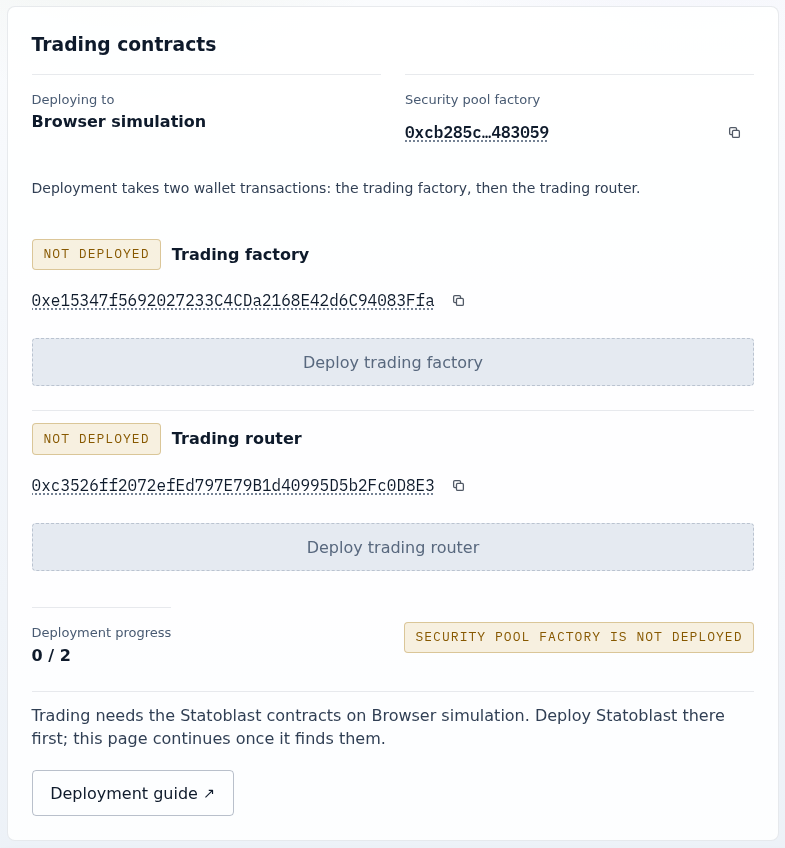 Trading contracts
Deploying to
Browser simulation
Security pool factory
0xcb285c…483059
Deployment takes two wallet transactions: the trading factory, then the trading router.
NOT DEPLOYED Trading factory
0xe15347f5692027233C4CDa2168E42d6C94083Ffa
Deploy trading factory
NOT DEPLOYED Trading router
0xc3526ff2072efEd797E79B1d40995D5b2Fc0D8E3
Deploy trading router
Deployment progress
0 / 2
SECURITY POOL FACTORY IS NOT DEPLOYED
Trading needs the Statoblast contracts on Browser simulation. Deploy Statoblast there
first; this page continues once it finds them.
Deployment guide ↗